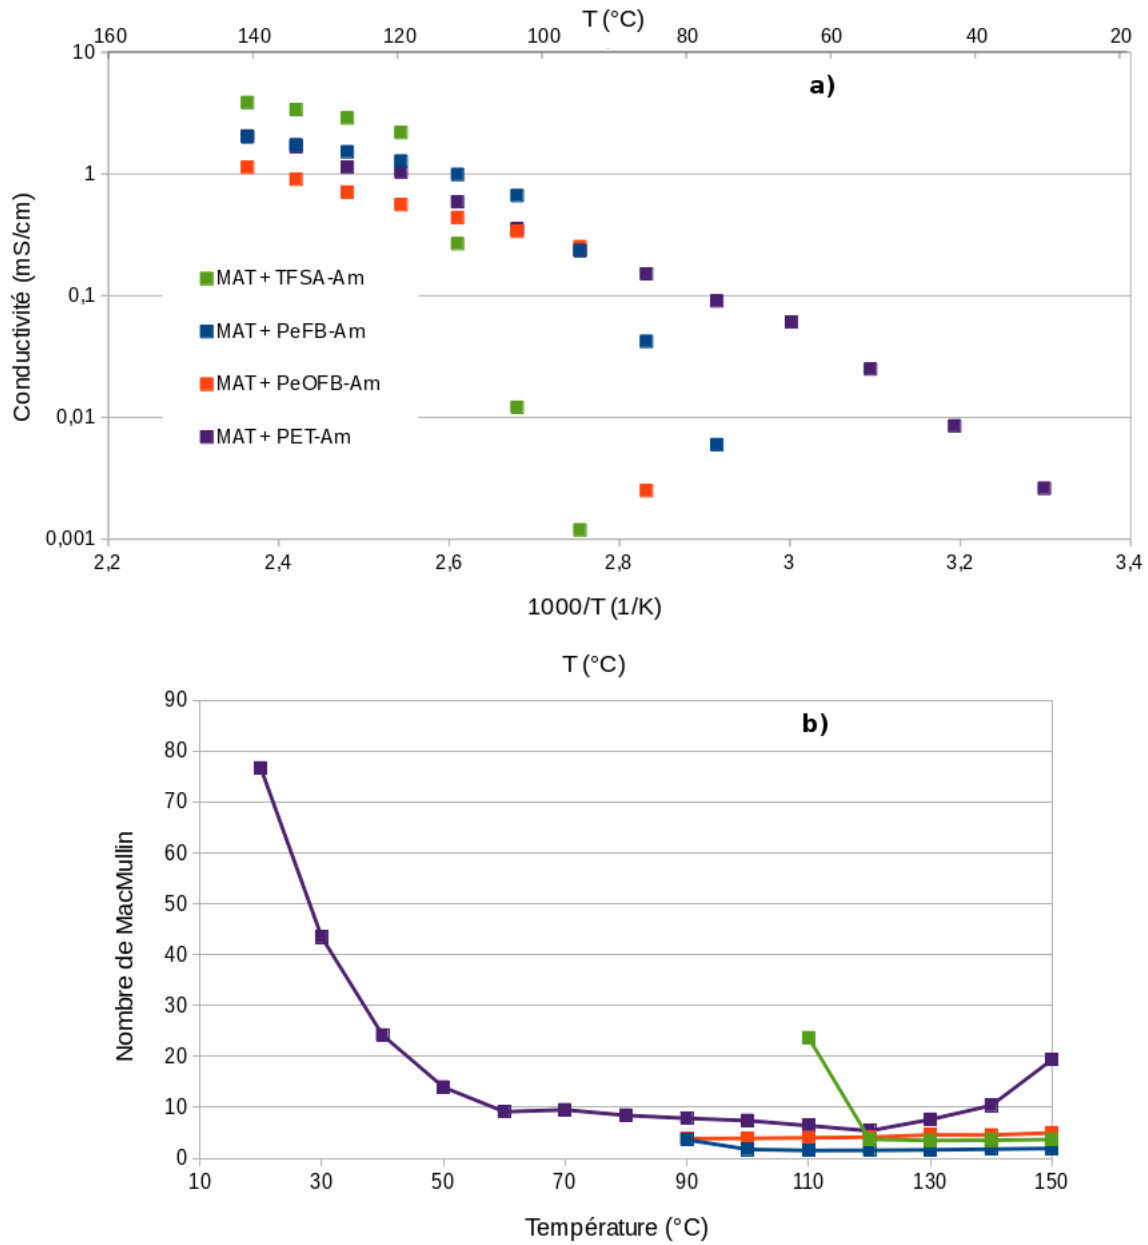 T (°C)
160 140 120 100 80 60 40 20
10
a)
1
0,1
0,01
0,001
Conductivité (mS/cm)
MAT + TFSA-Am
MAT + PeFB-Am
MAT + PeOFB-Am
MAT + PET-Am
2,2 2,4 2,6 2,8 3 3,2 3,4
1000/T (1/K)
T (°C)
b)
90
80
70
60
50
40
30
20
10
0
Nombre de MacMullin
10 30 50 70 90 110 130 150
Température (°C)